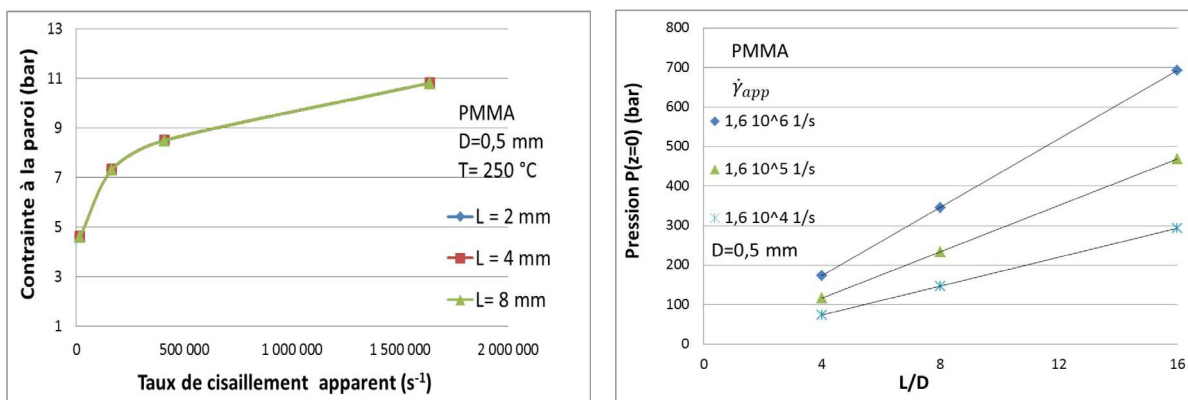 Contrainte à la paroi (bar)
13
11
9
7
5
3
1
0
500 000
1 000 000
1 500 000
2 000 000
Taux de cisaillement apparent (s⁻¹)
PMMA
D=0,5 mm
T= 250 °C
L = 2 mm
L = 4 mm
L= 8 mm
Pression P(z=0) (bar)
800
700
600
500
400
300
200
100
0
0
4
8
12
16
L/D
PMMA
γ̇app
1,6 10^6 1/s
1,6 10^5 1/s
1,6 10^4 1/s
D=0,5 mm